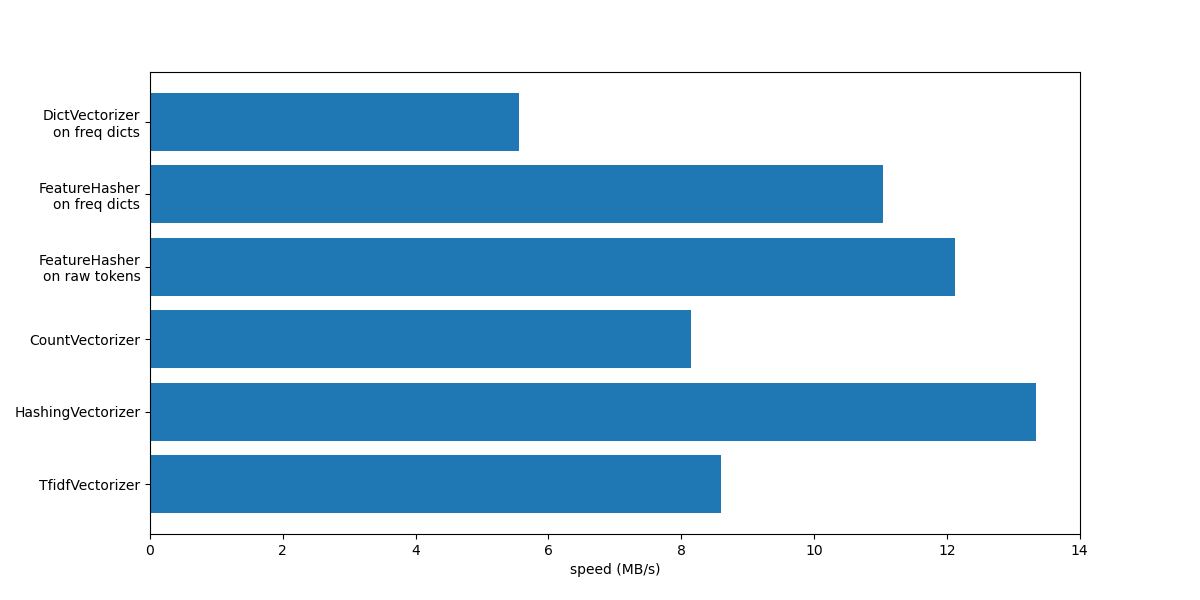 DictVectorizer
on freq dicts
FeatureHasher
on freq dicts
FeatureHasher
on raw tokens
CountVectorizer
HashingVectorizer
TfidfVectorizer
0 2 4 6 8 10 12 14
speed (MB/s)